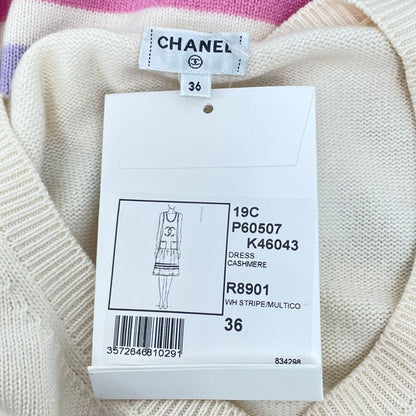 CHANEL
36
19C
P60507
K46043
DRESS
CASHMERE
R8901
WH STRIPE/MULTICO
36
3572646810291
834298